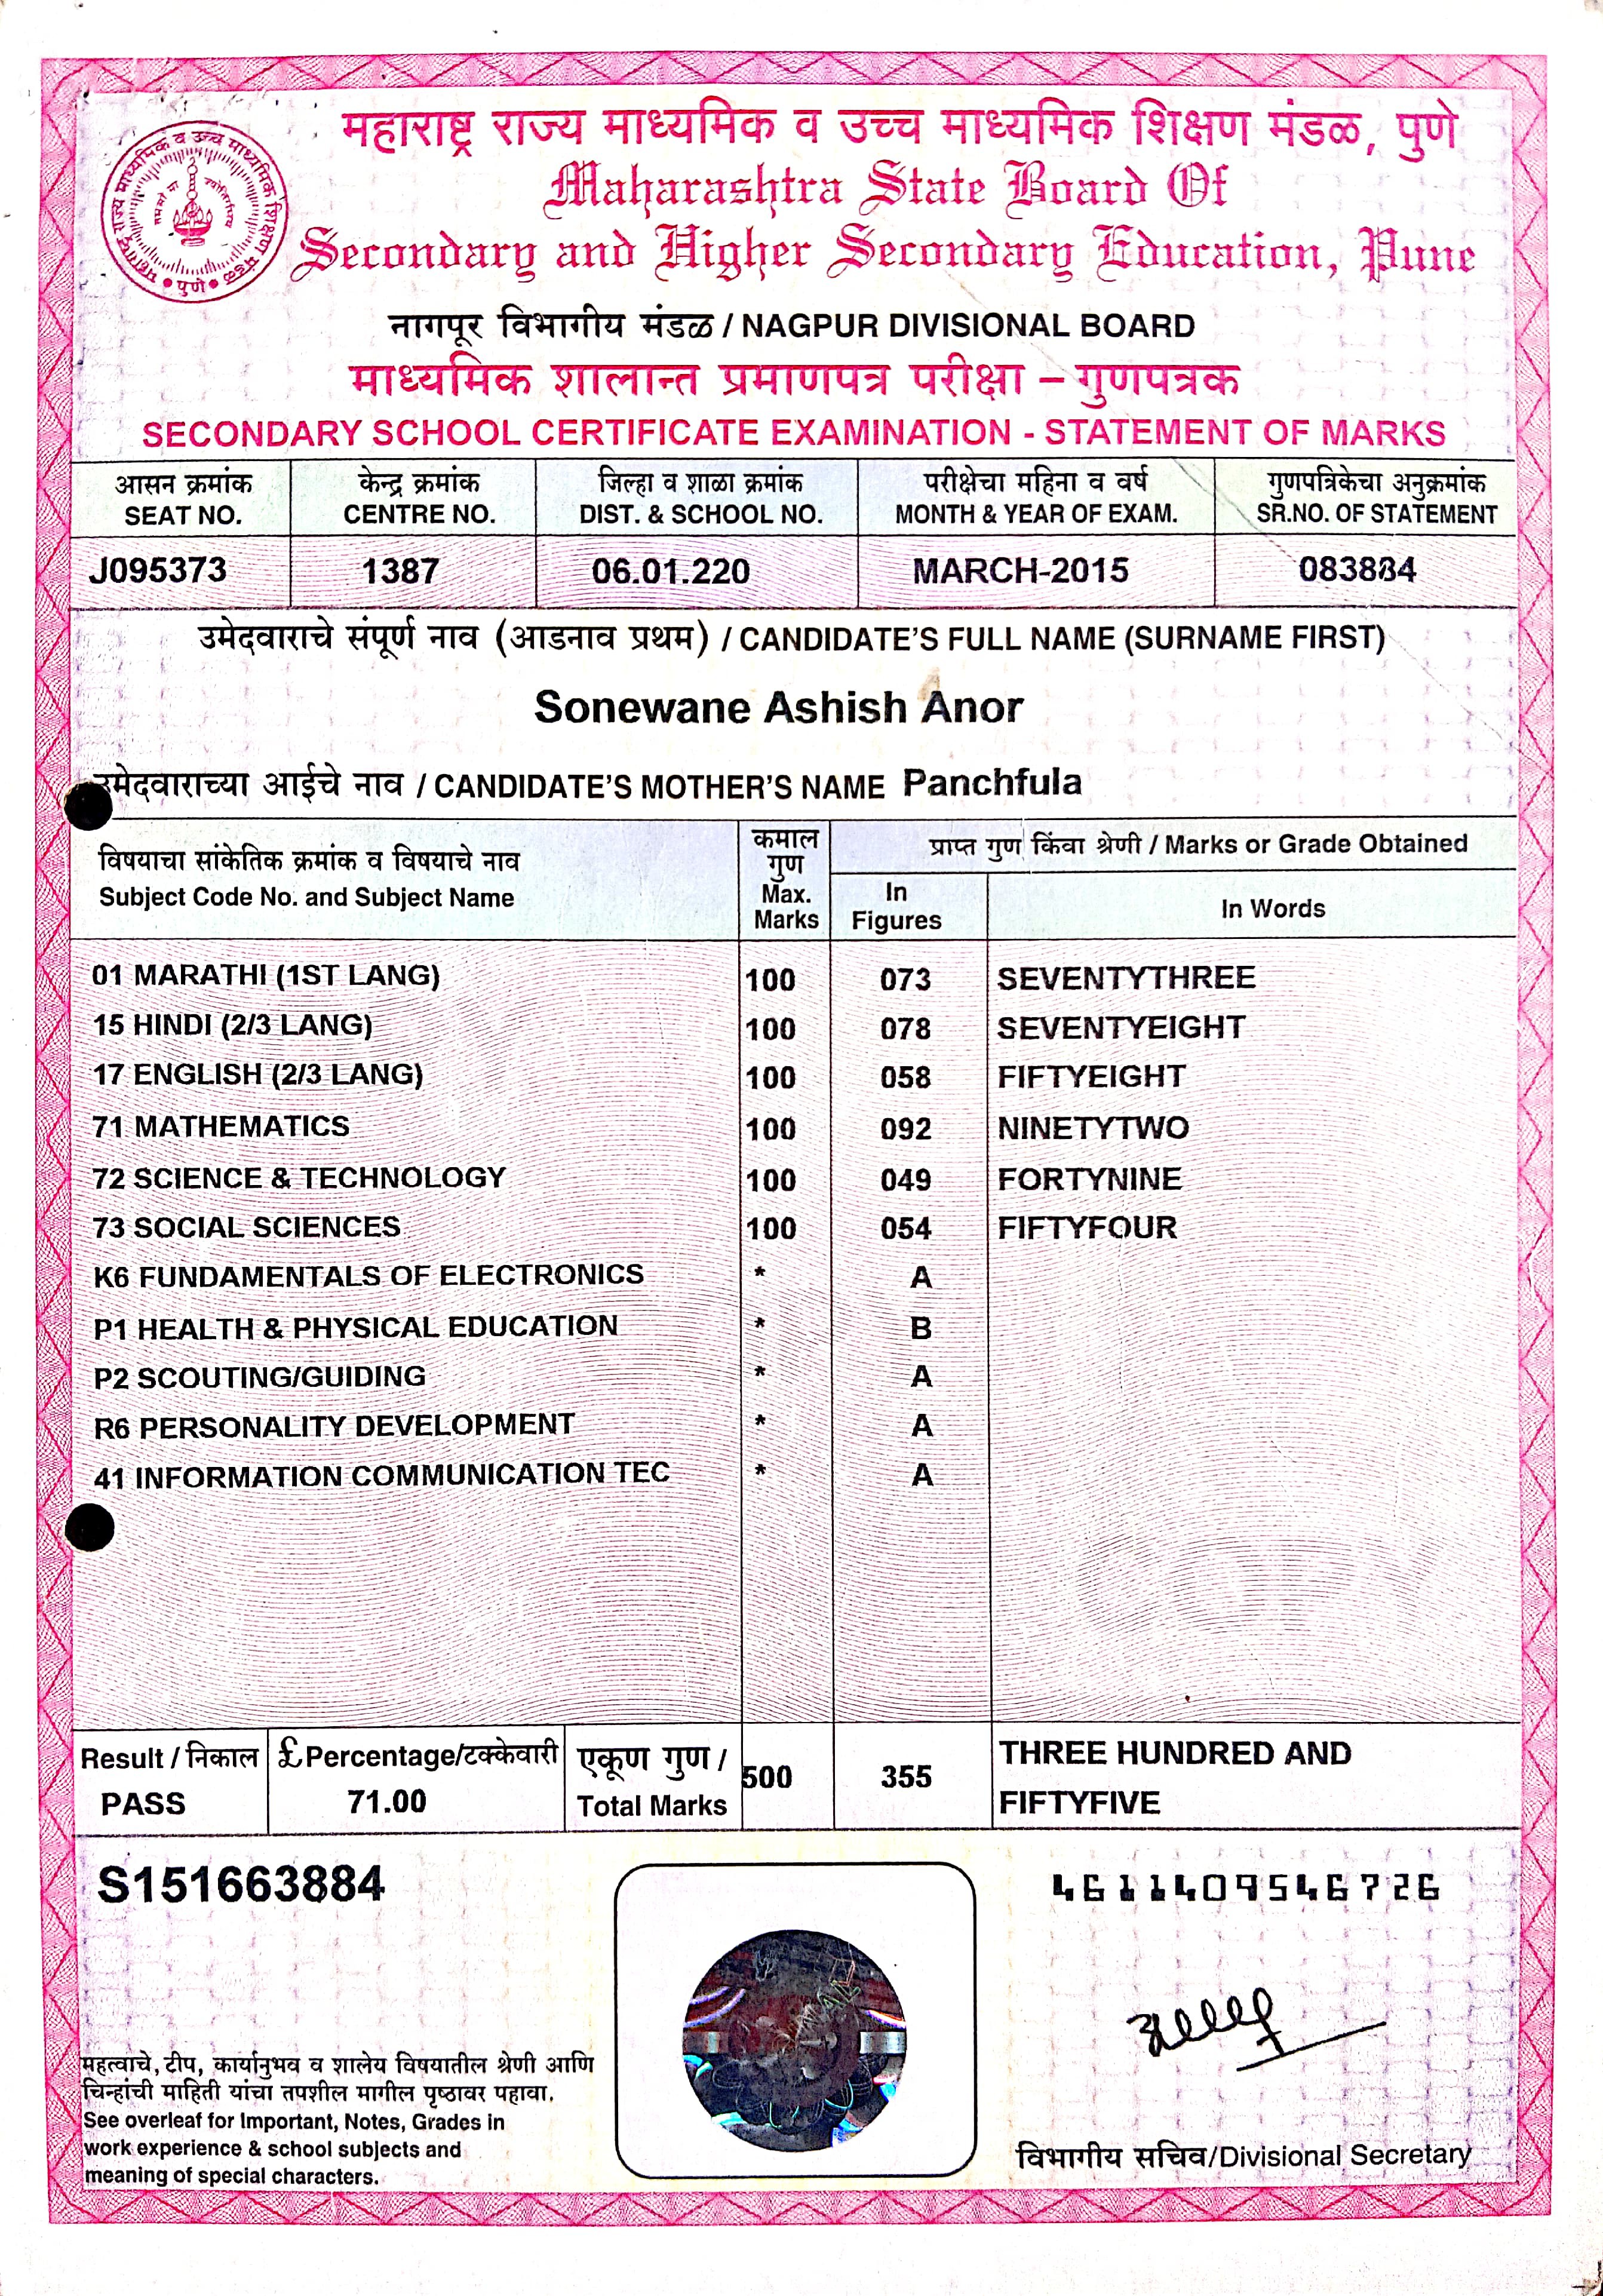 महाराष्ट्र राज्य माध्यमिक व उच्च माध्यमिक शिक्षण मंडळ, पुणे
Maharashtra State Board Of
Secondary and Higher Secondary Education, Pune
महाराष्ट्र राज्य माध्यमिक व उच्च माध्यमिक शिक्षण मंडळ • पुणे •
नागपूर विभागीय मंडळ / NAGPUR DIVISIONAL BOARD
माध्यमिक शालान्त प्रमाणपत्र परीक्षा – गुणपत्रक
SECONDARY SCHOOL CERTIFICATE EXAMINATION - STATEMENT OF MARKS
आसन क्रमांक केन्द्र क्रमांक जिल्हा व शाळा क्रमांक परीक्षेचा महिना व वर्ष गुणपत्रिकेचा अनुक्रमांक
SEAT NO. CENTRE NO. DIST. & SCHOOL NO. MONTH & YEAR OF EXAM. SR.NO. OF STATEMENT
J095373 1387 06.01.220 MARCH-2015 083884
उमेदवाराचे संपूर्ण नाव (आडनाव प्रथम) / CANDIDATE'S FULL NAME (SURNAME FIRST)
Sonewane Ashish Anor
उमेदवाराच्या आईचे नाव / CANDIDATE'S MOTHER'S NAME Panchfula
विषयाचा सांकेतिक क्रमांक व विषयाचे नाव
Subject Code No. and Subject Name
कमाल
गुण
Max.
Marks
प्राप्त गुण किंवा श्रेणी / Marks or Grade Obtained
In
Figures
In Words
01 MARATHI (1ST LANG) 100 073 SEVENTYTHREE
15 HINDI (2/3 LANG) 100 078 SEVENTYEIGHT
17 ENGLISH (2/3 LANG) 100 058 FIFTYEIGHT
71 MATHEMATICS 100 092 NINETYTWO
72 SCIENCE & TECHNOLOGY 100 049 FORTYNINE
73 SOCIAL SCIENCES 100 054 FIFTYFOUR
K6 FUNDAMENTALS OF ELECTRONICS * A
P1 HEALTH & PHYSICAL EDUCATION * B
P2 SCOUTING/GUIDING * A
R6 PERSONALITY DEVELOPMENT * A
41 INFORMATION COMMUNICATION TEC * A
Result / निकाल £ Percentage/टक्केवारी एकूण गुण /
PASS 71.00 Total Marks 500 355 THREE HUNDRED AND
FIFTYFIVE
S151663884
4611409546726
महत्वाचे, टीप, कार्यानुभव व शालेय विषयातील श्रेणी आणि
चिन्हांची माहिती यांचा तपशील मागील पृष्ठावर पहावा.
See overleaf for Important, Notes, Grades in
work experience & school subjects and
meaning of special characters.
विभागीय सचिव/Divisional Secretary